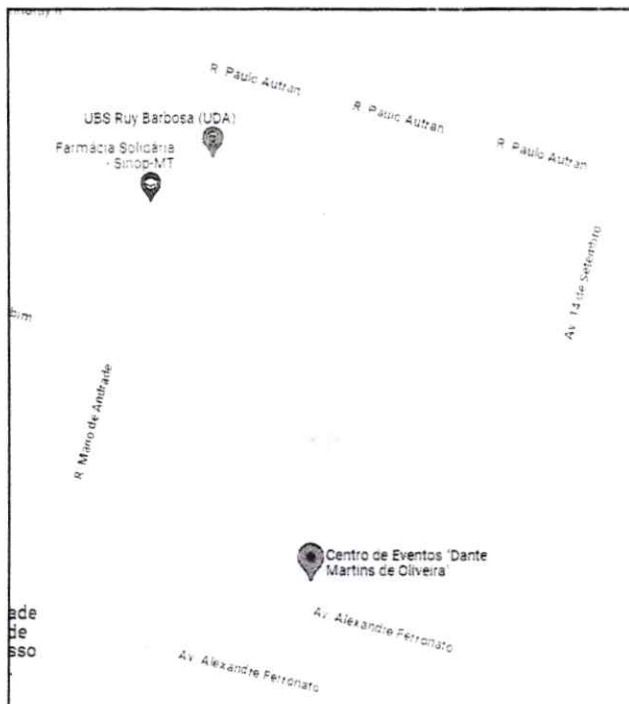 R. Paulo Autran
R. Paulo Autran
R. Paulo Autran
UBS Ruy Barbosa (UDA)
Farmácia Solidária
- Sinop-MT
Av. 14 de Setembro
bim
R. Mario de Andrade
Centro de Eventos "Dante
Martins de Oliveira"
Av. Alexandre Ferronato
Av. Alexandre Ferronato
ade
de
sso